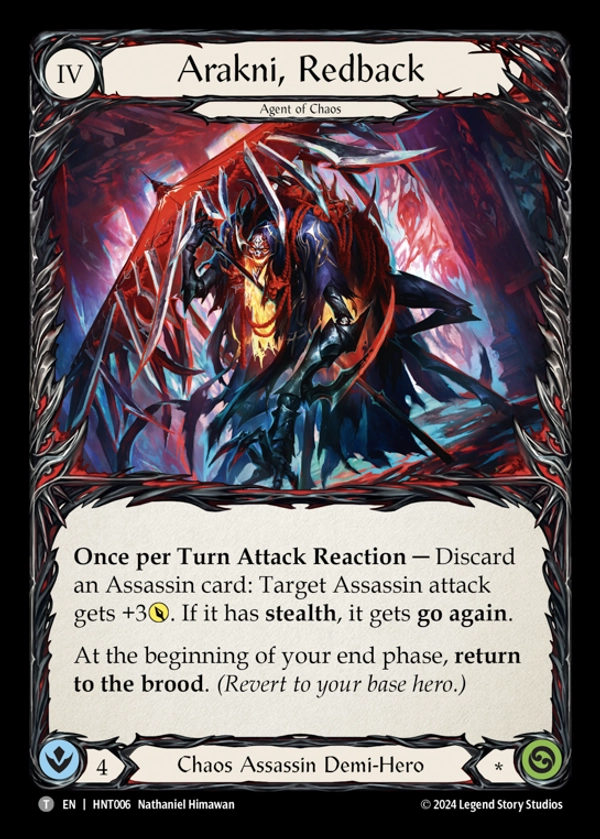 IV
Arakni, Redback
Agent of Chaos
Once per Turn Attack Reaction — Discard
an Assassin card: Target Assassin attack
gets +3. If it has stealth, it gets go again.
At the beginning of your end phase, return
to the brood. (Revert to your base hero.)
4
Chaos Assassin Demi-Hero
*
T EN | HNT006 Nathaniel Himawan
© 2024 Legend Story Studios